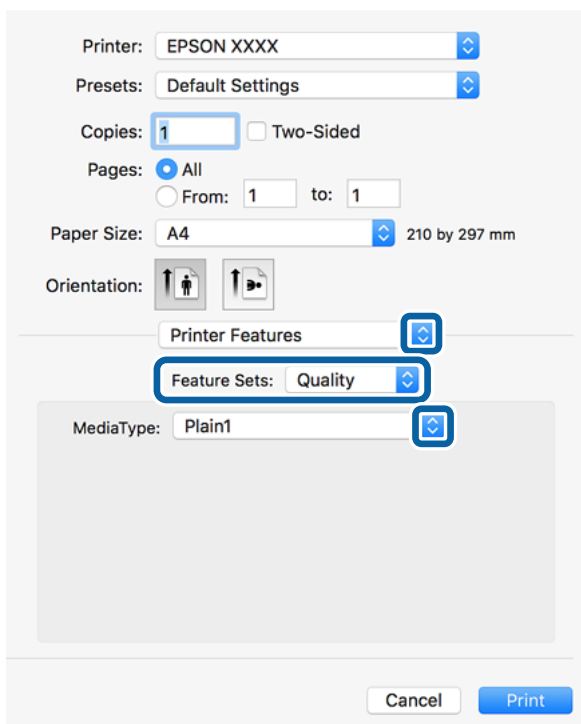 Printer: EPSON XXXX
Presets: Default Settings
Copies: 1 Two-Sided
Pages: All
From: 1 to: 1
Paper Size: A4 210 by 297 mm
Orientation:
Printer Features
Feature Sets: Quality
MediaType: Plain1
Cancel Print